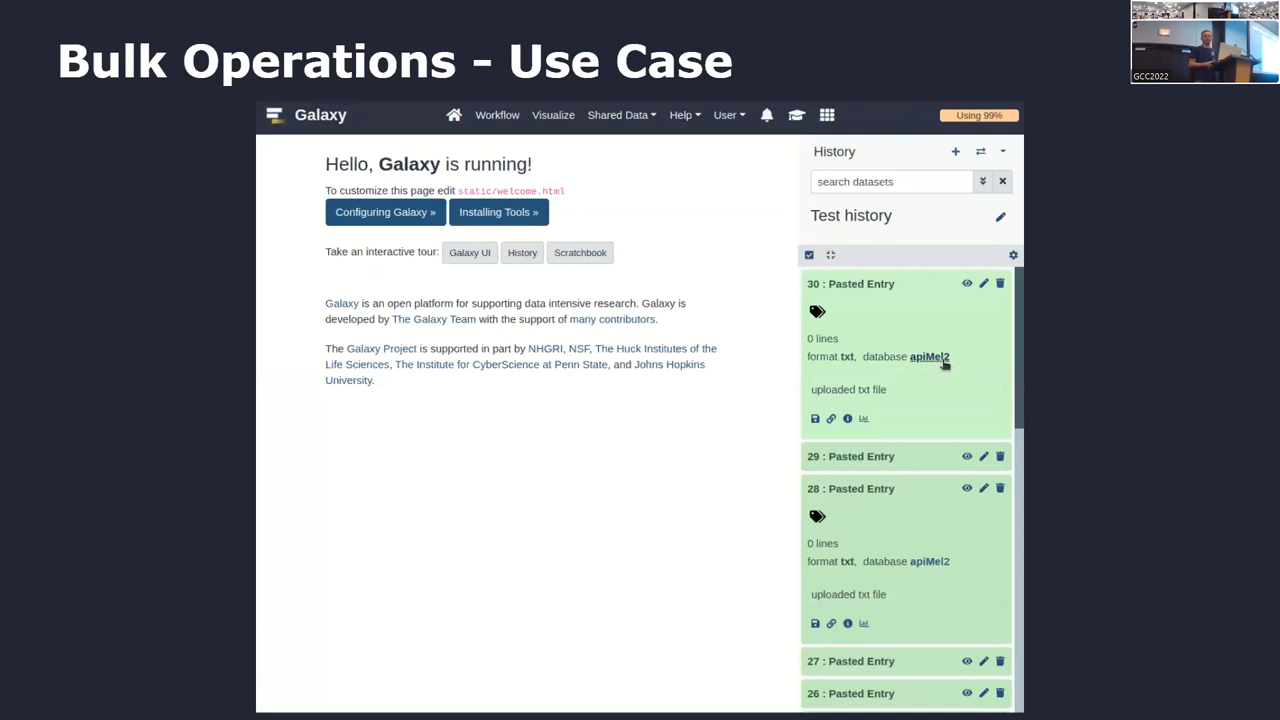 Bulk Operations - Use Case
GCC2022
Galaxy
Workflow Visualize Shared Data Help User
Using 99%
Hello, Galaxy is running!
To customize this page edit static/welcome.html
Configuring Galaxy » Installing Tools »
Take an interactive tour: Galaxy UI History Scratchbook
Galaxy is an open platform for supporting data intensive research. Galaxy is
developed by The Galaxy Team with the support of many contributors.
The Galaxy Project is supported in part by NHGRI, NSF, The Huck Institutes of the
Life Sciences, The Institute for CyberScience at Penn State, and Johns Hopkins
University.
History
search datasets
Test history
30 : Pasted Entry
0 lines
format txt, database apiMel2
uploaded txt file
29 : Pasted Entry
28 : Pasted Entry
0 lines
format txt, database apiMel2
uploaded txt file
27 : Pasted Entry
26 : Pasted Entry